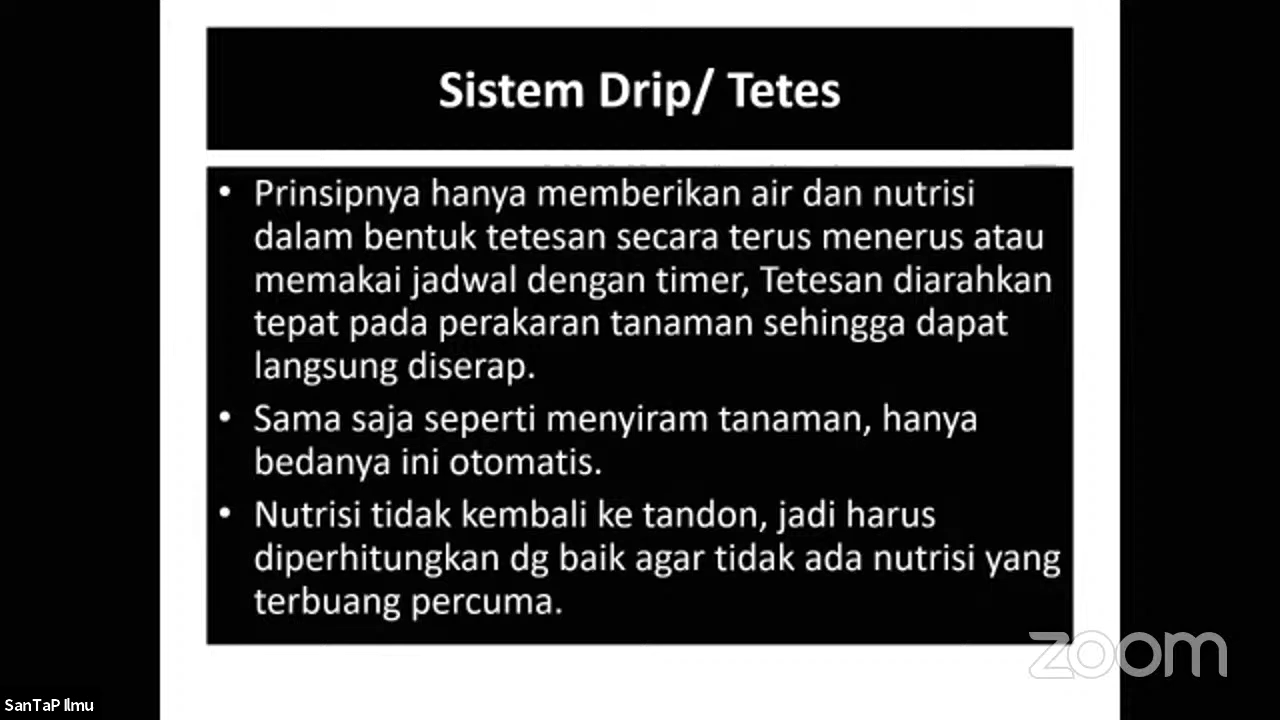 Sistem Drip/ Tetes
• Prinsipnya hanya memberikan air dan nutrisi
dalam bentuk tetesan secara terus menerus atau
memakai jadwal dengan timer, Tetesan diarahkan
tepat pada perakaran tanaman sehingga dapat
langsung diserap.
• Sama saja seperti menyiram tanaman, hanya
bedanya ini otomatis.
• Nutrisi tidak kembali ke tandon, jadi harus
diperhitungkan dg baik agar tidak ada nutrisi yang
terbuang percuma.
zoom
SanTaP Ilmu